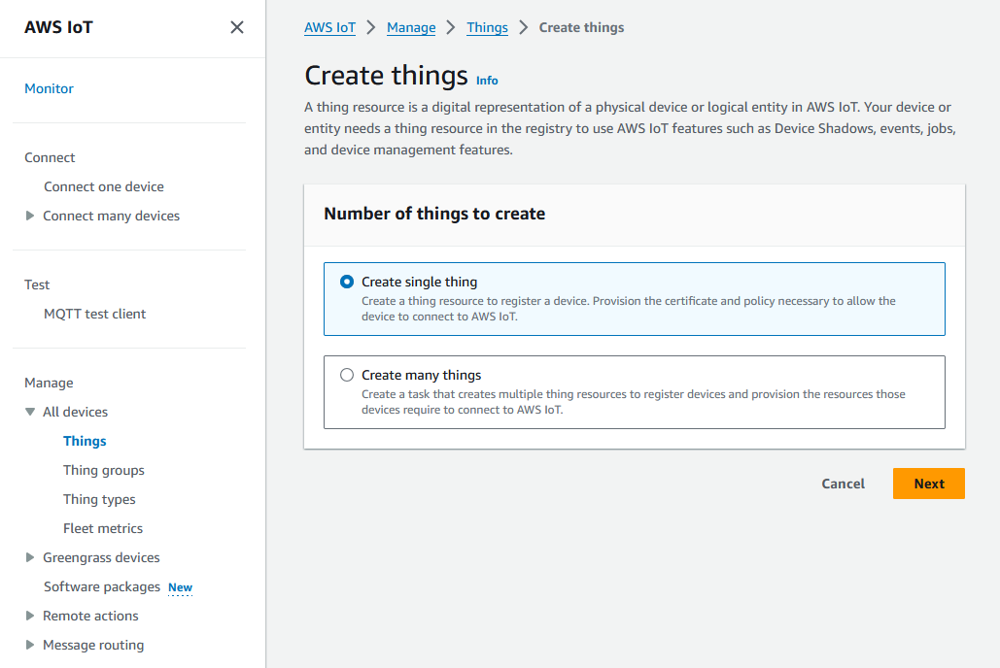 AWS IoT
Monitor
Connect
Connect one device
Connect many devices
Test
MQTT test client
Manage
All devices
Things
Thing groups
Thing types
Fleet metrics
Greengrass devices
Software packages New
Remote actions
Message routing
AWS IoT Manage Things Create things
Create things Info
A thing resource is a digital representation of a physical device or logical entity in AWS IoT. Your device or
entity needs a thing resource in the registry to use AWS IoT features such as Device Shadows, events, jobs,
and device management features.
Number of things to create
Create single thing
Create a thing resource to register a device. Provision the certificate and policy necessary to allow the
device to connect to AWS IoT.
Create many things
Create a task that creates multiple thing resources to register devices and provision the resources those
devices require to connect to AWS IoT.
Cancel Next